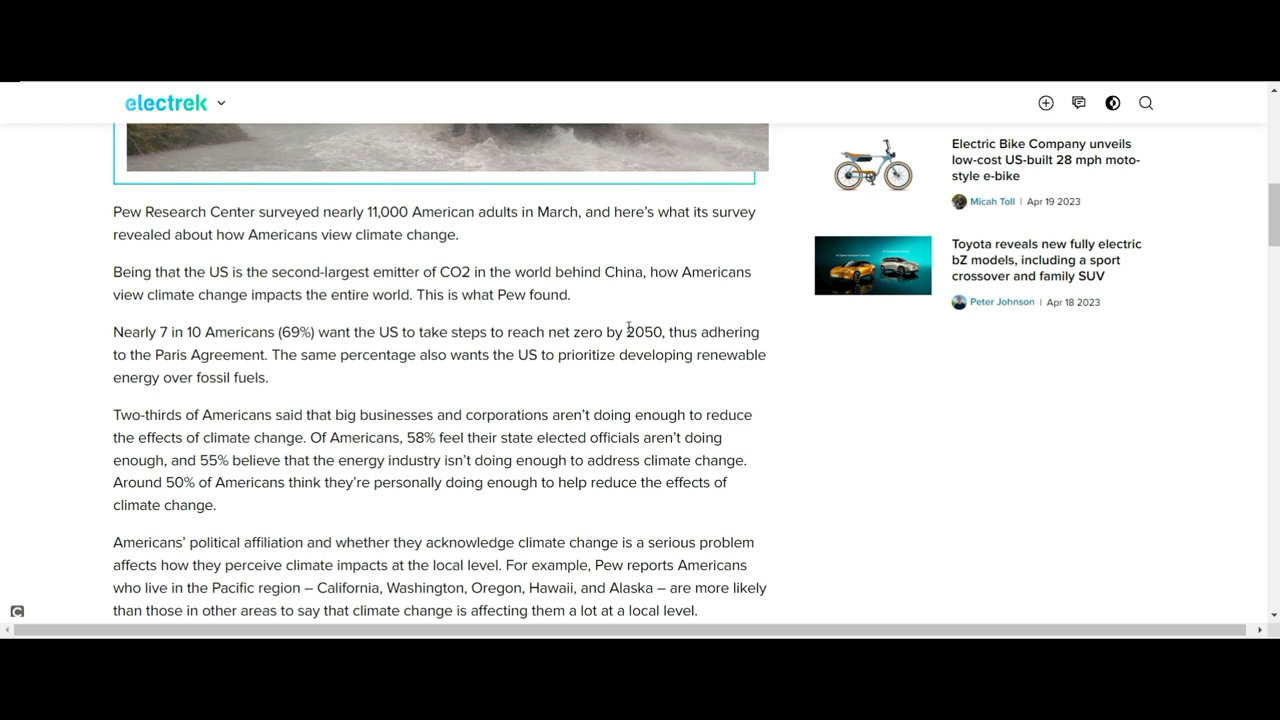 electrek
Pew Research Center surveyed nearly 11,000 American adults in March, and here's what its survey
revealed about how Americans view climate change.
Being that the US is the second-largest emitter of CO2 in the world behind China, how Americans
view climate change impacts the entire world. This is what Pew found.
Nearly 7 in 10 Americans (69%) want the US to take steps to reach net zero by 2050, thus adhering
to the Paris Agreement. The same percentage also wants the US to prioritize developing renewable
energy over fossil fuels.
Two-thirds of Americans said that big businesses and corporations aren't doing enough to reduce
the effects of climate change. Of Americans, 58% feel their state elected officials aren't doing
enough, and 55% believe that the energy industry isn't doing enough to address climate change.
Around 50% of Americans think they're personally doing enough to help reduce the effects of
climate change.
Americans' political affiliation and whether they acknowledge climate change is a serious problem
affects how they perceive climate impacts at the local level. For example, Pew reports Americans
who live in the Pacific region – California, Washington, Oregon, Hawaii, and Alaska – are more likely
than those in other areas to say that climate change is affecting them a lot at a local level.
Electric Bike Company unveils
low-cost US-built 28 mph moto-
style e-bike
Micah Toll | Apr 19 2023
Toyota reveals new fully electric
bZ models, including a sport
crossover and family SUV
Peter Johnson | Apr 18 2023